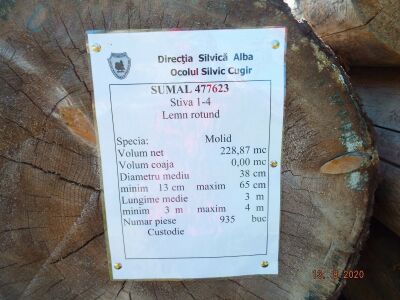 Direcția Silvică Alba
Ocolul Silvic Cugir
SUMAL 477623
Stiva 1-4
Lemn rotund
Specia: Molid
Volum net 228,87 mc
Volum coaja 0,00 mc
Diametru mediu 38 cm
minim 13 cm maxim 65 cm
Lungime medie 3 m
minim 3 m maxim 4 m
Numar piese 935 buc
Custodie
2020